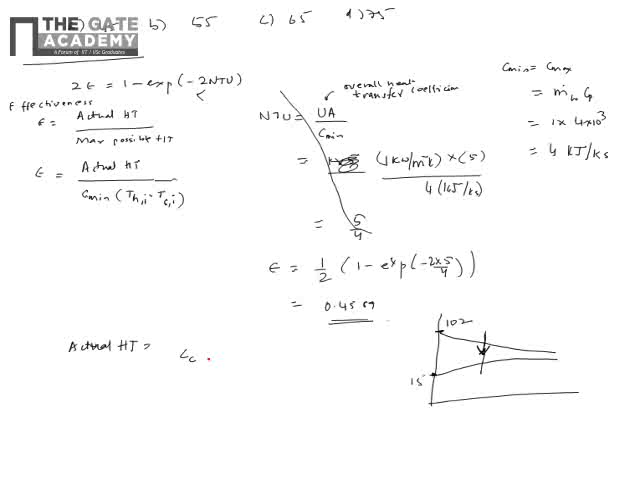 THE GATE ACADEMY
A Forum of IIT / IISc Graduates
b) 55 c) 65 d) 75
2ε = 1 - exp(-2NTU)
Effectiveness
ε = Actual HT / Max possible HT
ε = Actual HT / Cmin (Th,i - Tc,i)
overall heat transfer coefficient
NTU = UA / Cmin
= (1 kW/m²K) × (5) / 4 (kJ/ks)
= 5/4
ε = 1/2 (1 - exp(-2×5/4))
= 0.4589
Cmin = Cmax
= ṁh Cp
= 1 × 4×10³
= 4 kJ/ks
Actual HT =
Cc
102
15